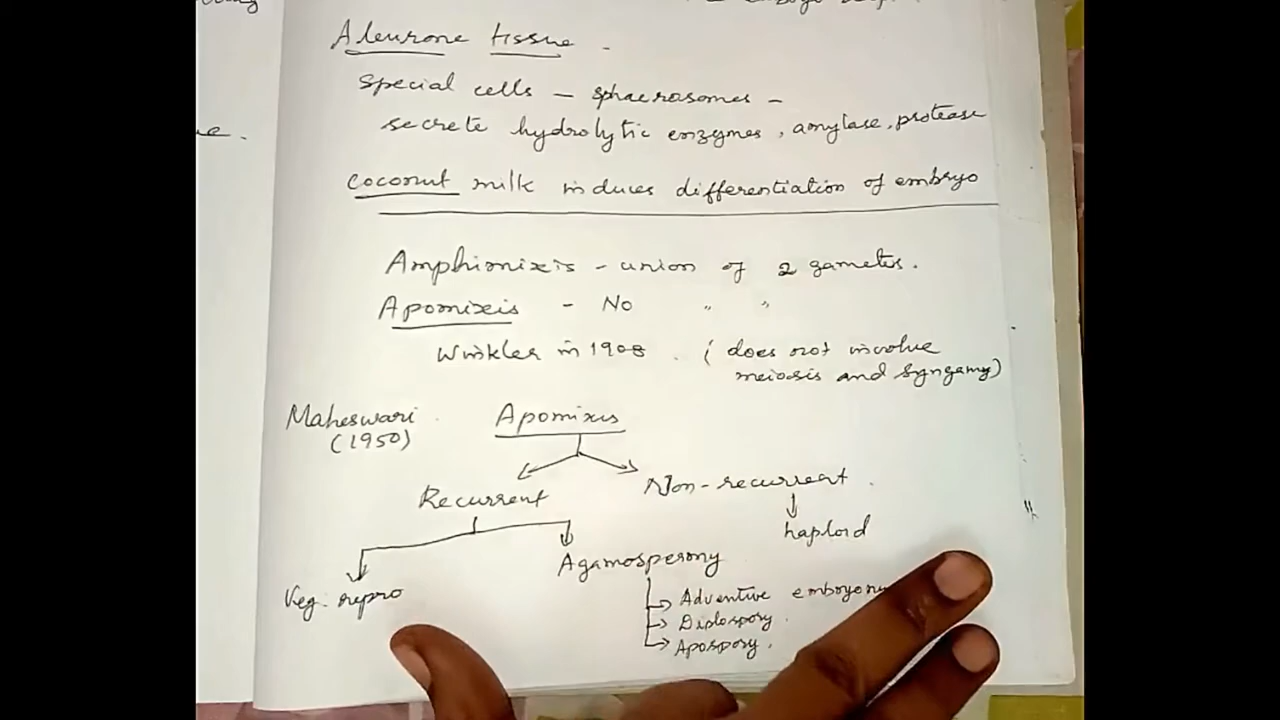 Aleurone tissue.
Special cells - sphaerosomes -
secrete hydrolytic enzymes, amylase, protease
coconut milk induces differentiation of embryo
Amphimixis - union of 2 gametes.
Apomixis - No " "
Winkler in 1908. (does not involve
meiosis and syngamy)
Maheswari
(1950)
Apomixis
Recurrent
Non-recurrent.
haploid
Agamospermy
Veg. repro
Adventive
Diplospory.
Apospory.